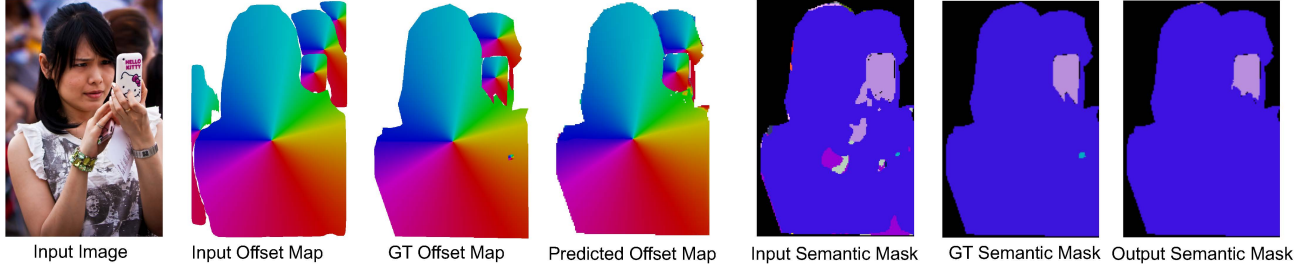 HELLO
KITTY
Input Image
Input Offset Map
GT Offset Map
Predicted Offset Map
Input Semantic Mask
GT Semantic Mask
Output Semantic Mask